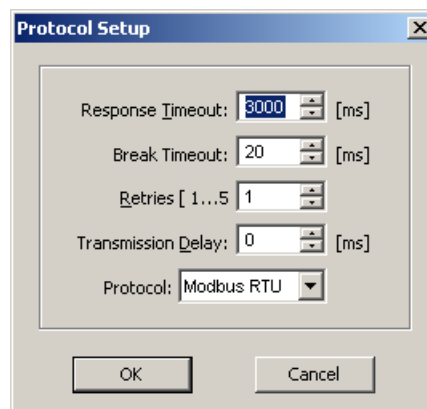 Protocol Setup
Response Timeout: 3000 [ms]
Break Timeout: 20 [ms]
Retries [ 1...5 1
Transmission Delay: 0 [ms]
Protocol: Modbus RTU
OK Cancel